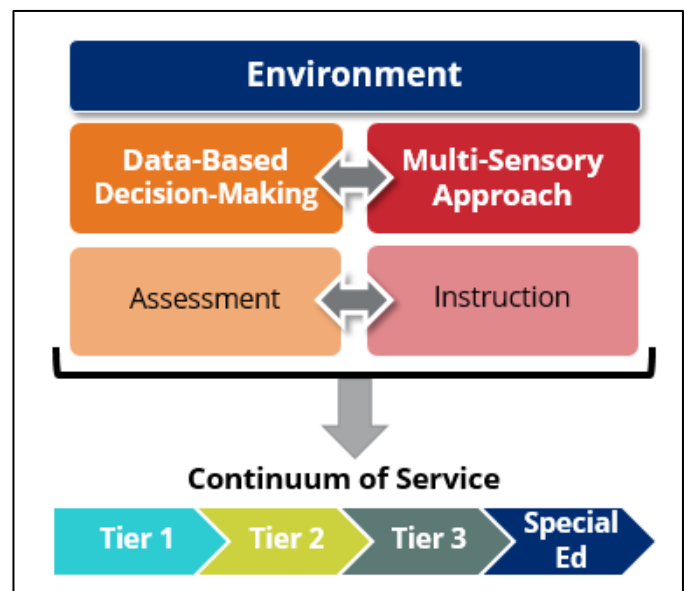 Environment
Data-Based
Decision-Making
Multi-Sensory
Approach
Assessment
Instruction
Continuum of Service
Tier 1
Tier 2
Tier 3
Special
Ed